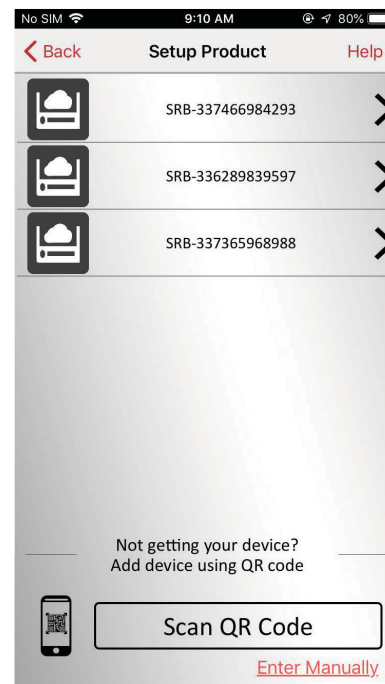 No SIM 9:10 AM 80%
Back Setup Product Help
SRB-337466984293
SRB-336289839597
SRB-337365968988
Not getting your device?
Add device using QR code
Scan QR Code
Enter Manually